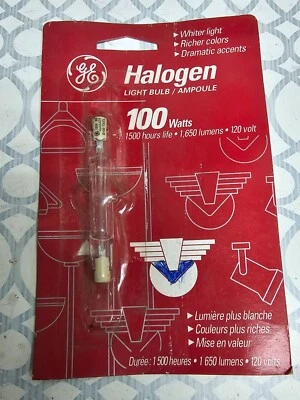 Whiter light
Richer colors
Dramatic accents
GE
Halogen
LIGHT BULB / AMPOULE
100 Watts
1500 hours life • 1,650 lumens • 120 volt
Lumière plus blanche
Couleurs plus riches
Mise en valeur
Durée: 1 500 heures • 1 650 lumens • 120 volts